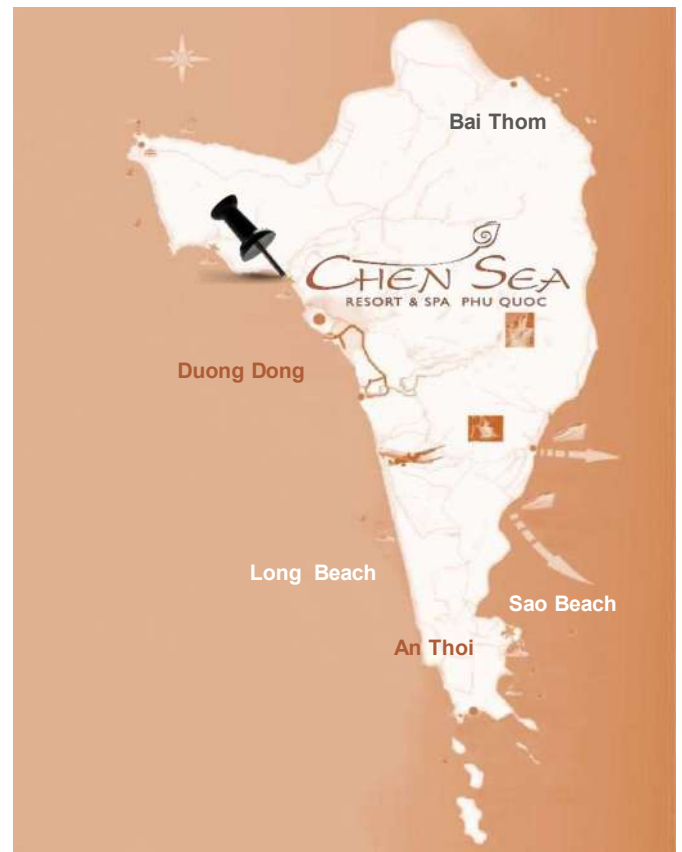 Bai Thom
CHEN SEA
RESORT & SPA PHU QUOC
Duong Dong
Long Beach
Sao Beach
An Thoi